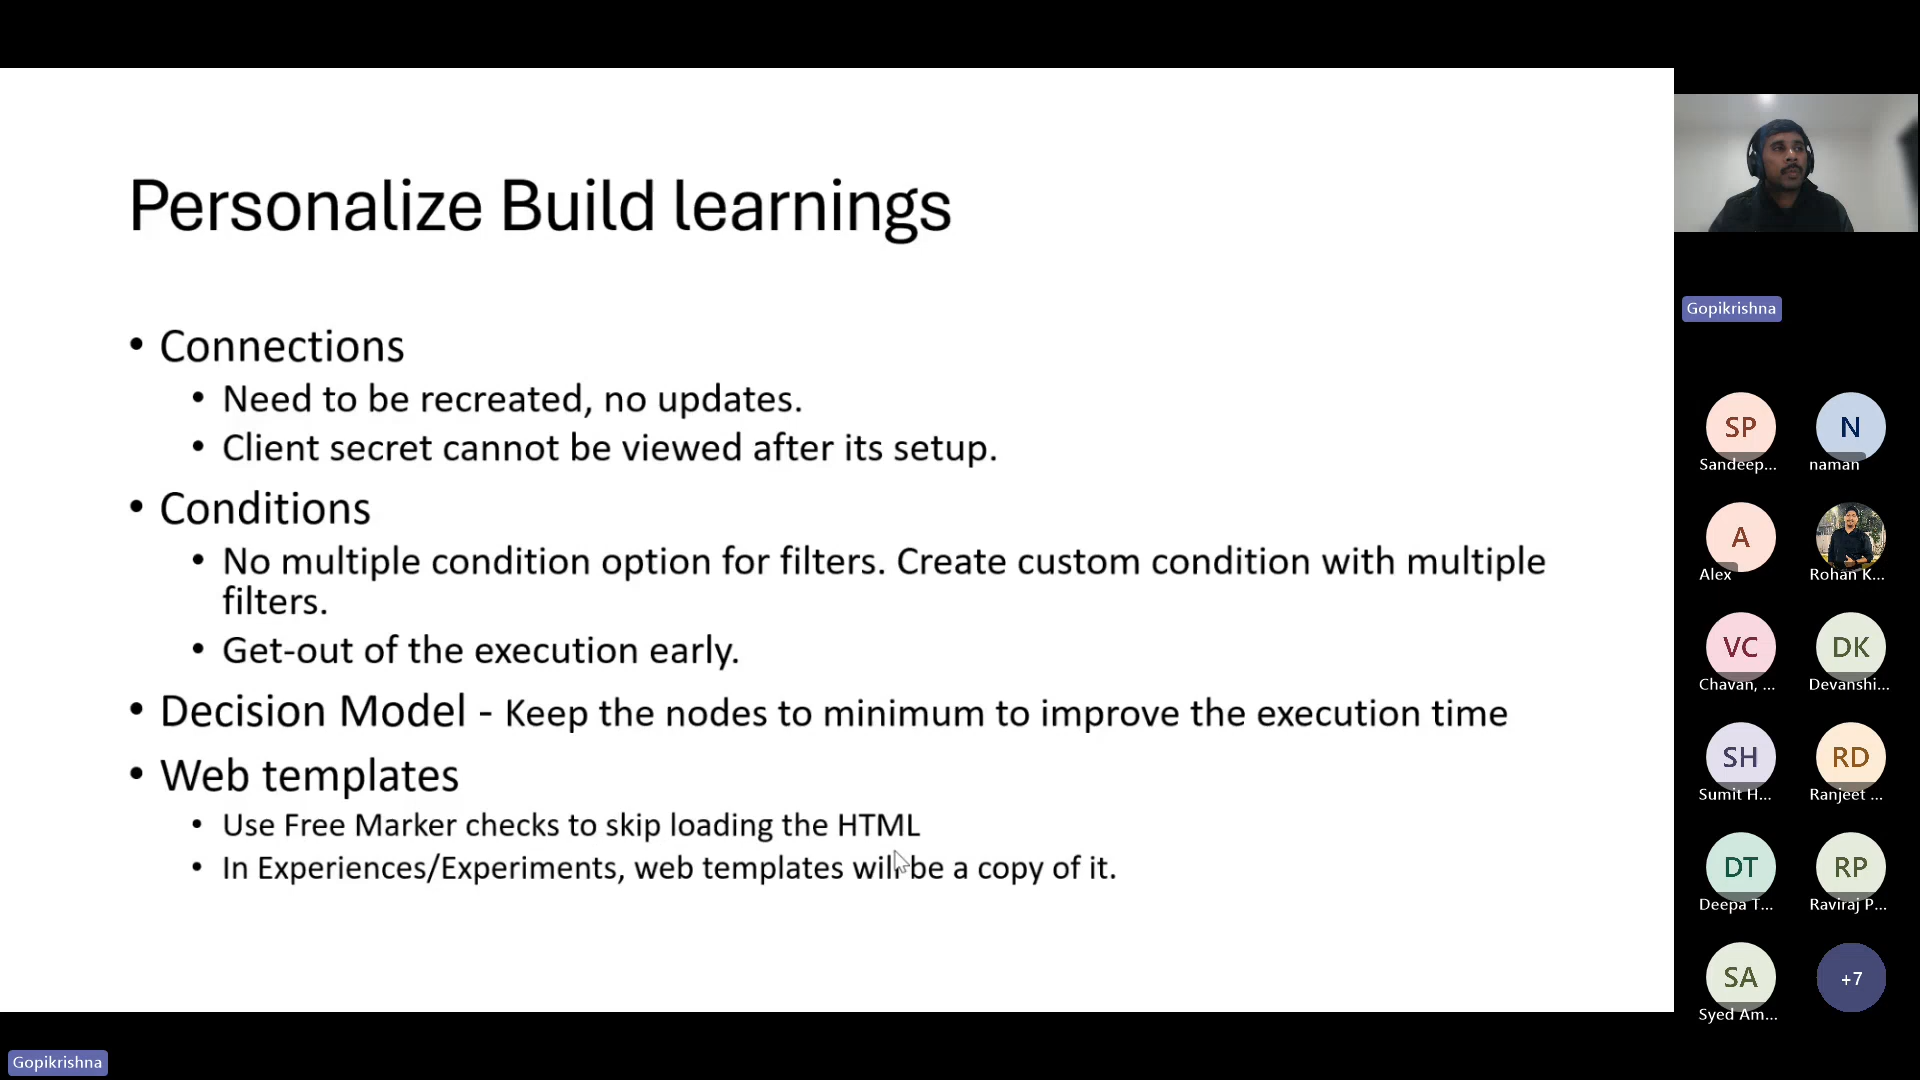 Personalize Build learnings
• Connections
• Need to be recreated, no updates.
• Client secret cannot be viewed after its setup.
• Conditions
• No multiple condition option for filters. Create custom condition with multiple
filters.
• Get-out of the execution early.
• Decision Model - Keep the nodes to minimum to improve the execution time
• Web templates
• Use Free Marker checks to skip loading the HTML
• In Experiences/Experiments, web templates will be a copy of it.
Gopikrishna
Gopikrishna
SP
N
Sandeep...
naman
A
Alex
Rohan K...
VC
DK
Chavan, ...
Devanshi...
SH
RD
Sumit H...
Ranjeet ...
DT
RP
Deepa T...
Raviraj P...
SA
+7
Syed Am...